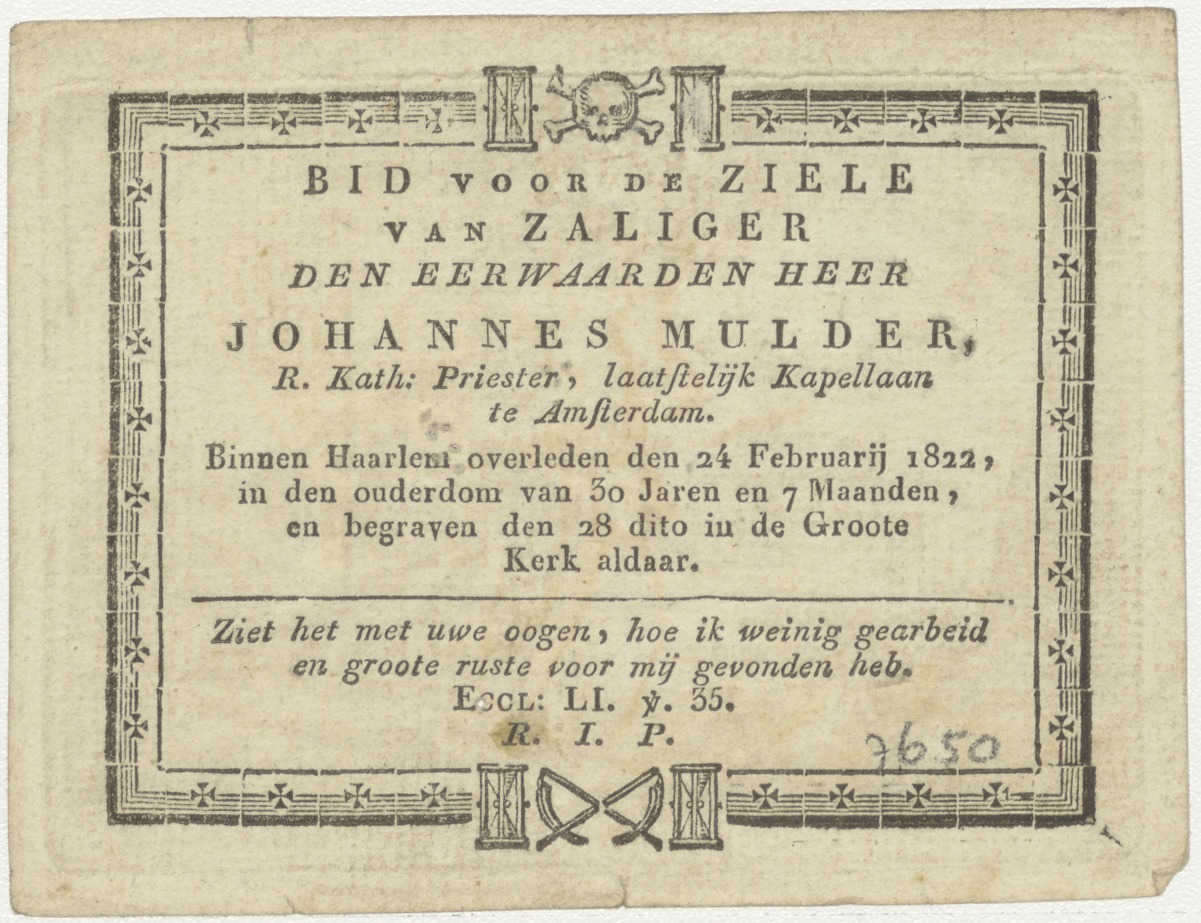 BID VOOR DE ZIELE
VAN ZALIGER
DEN EERWAARDEN HEER
JOHANNES MULDER,
R. Kath: Priester, laatſtelijk Kapellaan
te Amſterdam.
Binnen Haarlem overleden den 24 Februarij 1822,
in den ouderdom van 30 Jaren en 7 Maanden,
en begraven den 28 dito in de Groote
Kerk aldaar.
Ziet het met uwe oogen, hoe ik weinig gearbeid
en groote ruste voor mij gevonden heb.
ECCL: LI. ℣. 35.
R. I. P.
7650